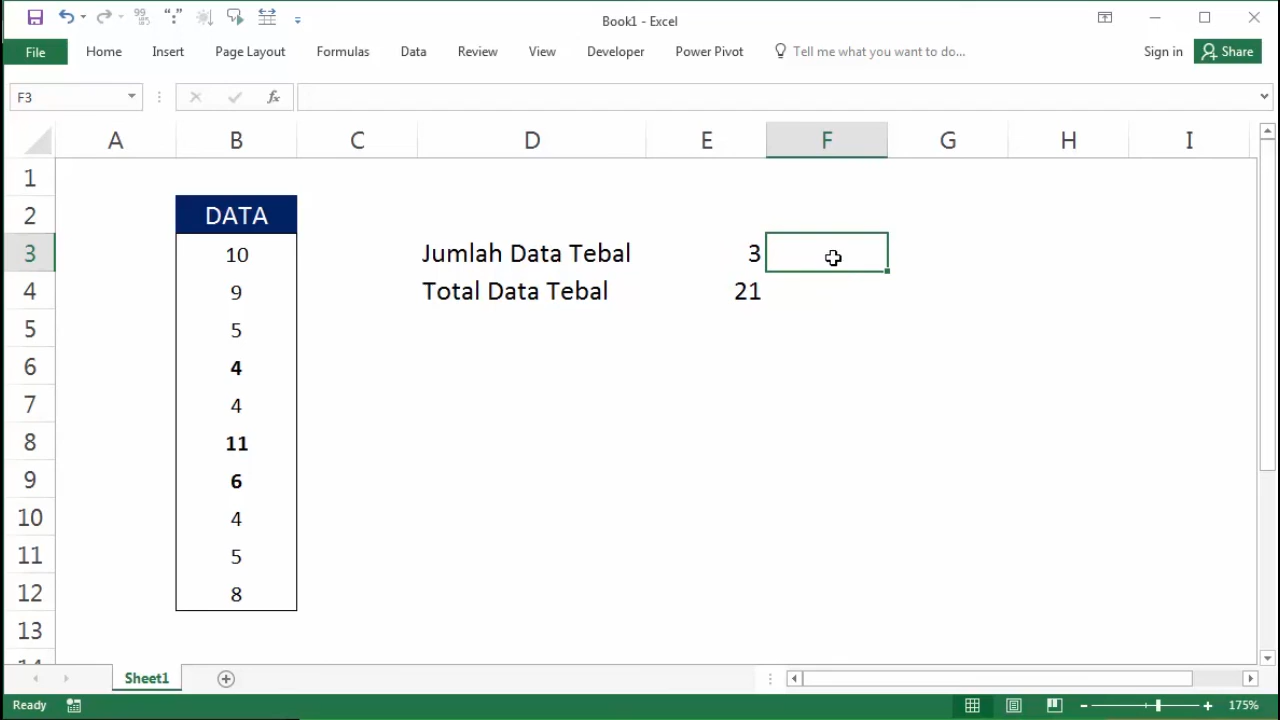 Book1 - Excel
File Home Insert Page Layout Formulas Data Review View Developer Power Pivot Tell me what you want to do... Sign in Share
F3 fx
A B C D E F G H I
1
2 DATA
3 10 Jumlah Data Tebal 3
4 9 Total Data Tebal 21
5 5
6 4
7 4
8 11
9 6
10 4
11 5
12 8
13
14
Sheet1
Ready 175%